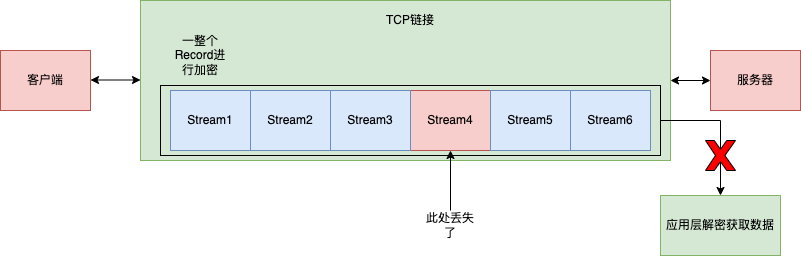 TCP链接
一整个
Record进
行加密
客户端
服务器
Stream1
Stream2
Stream3
Stream4
Stream5
Stream6
此处丢失
了
应用层解密获取数据